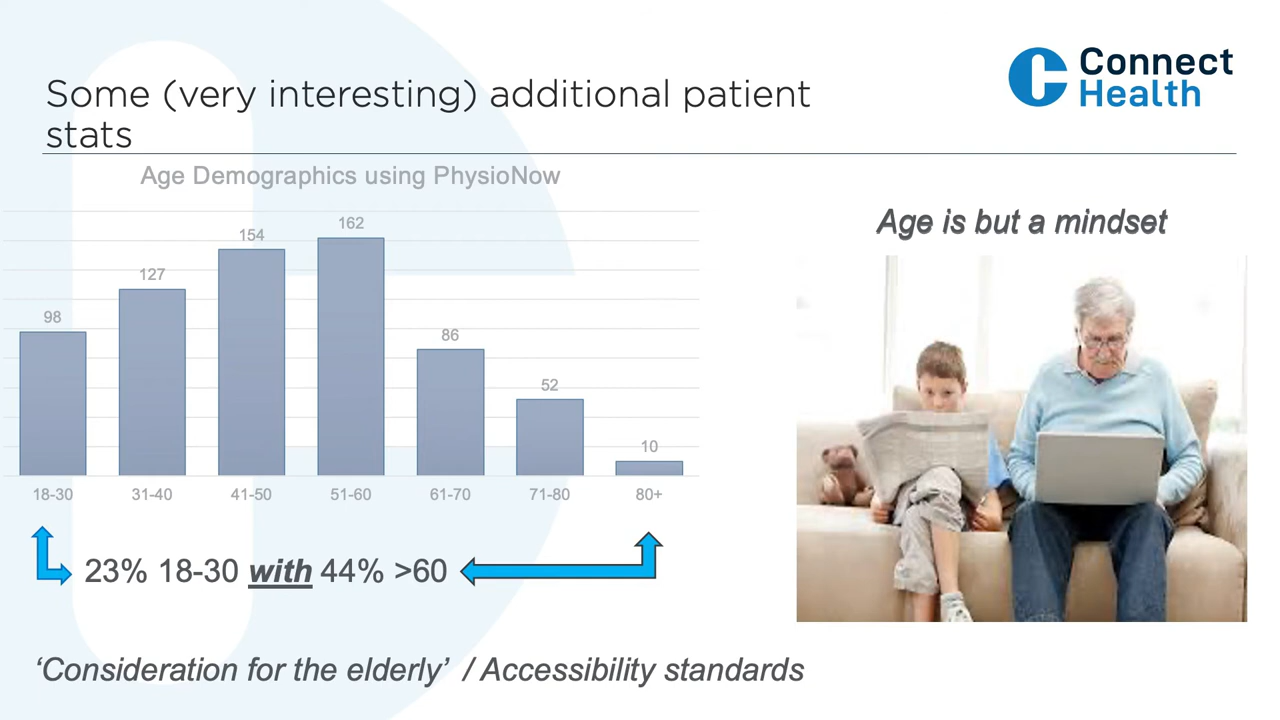 Some (very interesting) additional patient
stats
Connect
Health
Age Demographics using PhysioNow
98
127
154
162
86
52
10
18-30
31-40
41-50
51-60
61-70
71-80
80+
23% 18-30 with 44% >60
Age is but a mindset
‘Consideration for the elderly’ / Accessibility standards